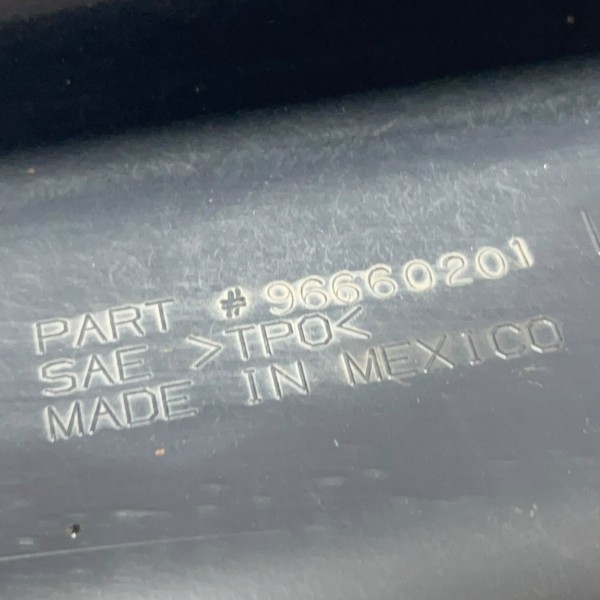 PART # 96660201
SAE >TPO<
MADE IN MEXICO